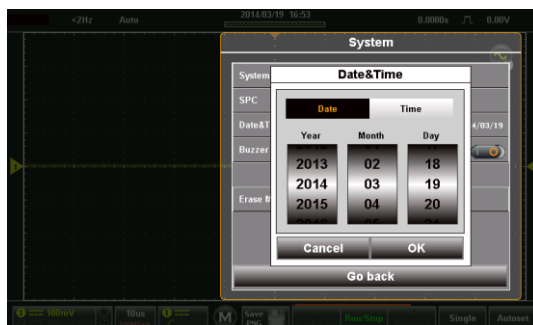 <2Hz Auto 2014/03/19 16:53 0.0000s 0.00V
System
System
Date&Time
SPC
Date Time
Date&T 4/03/19
Year Month Day
Buzzer
2013 02 18
2014 03 19
Erase M
2015 04 20
Cancel OK
Go back
100mV 10us M Save Run/Stop Single Autoset
PNG